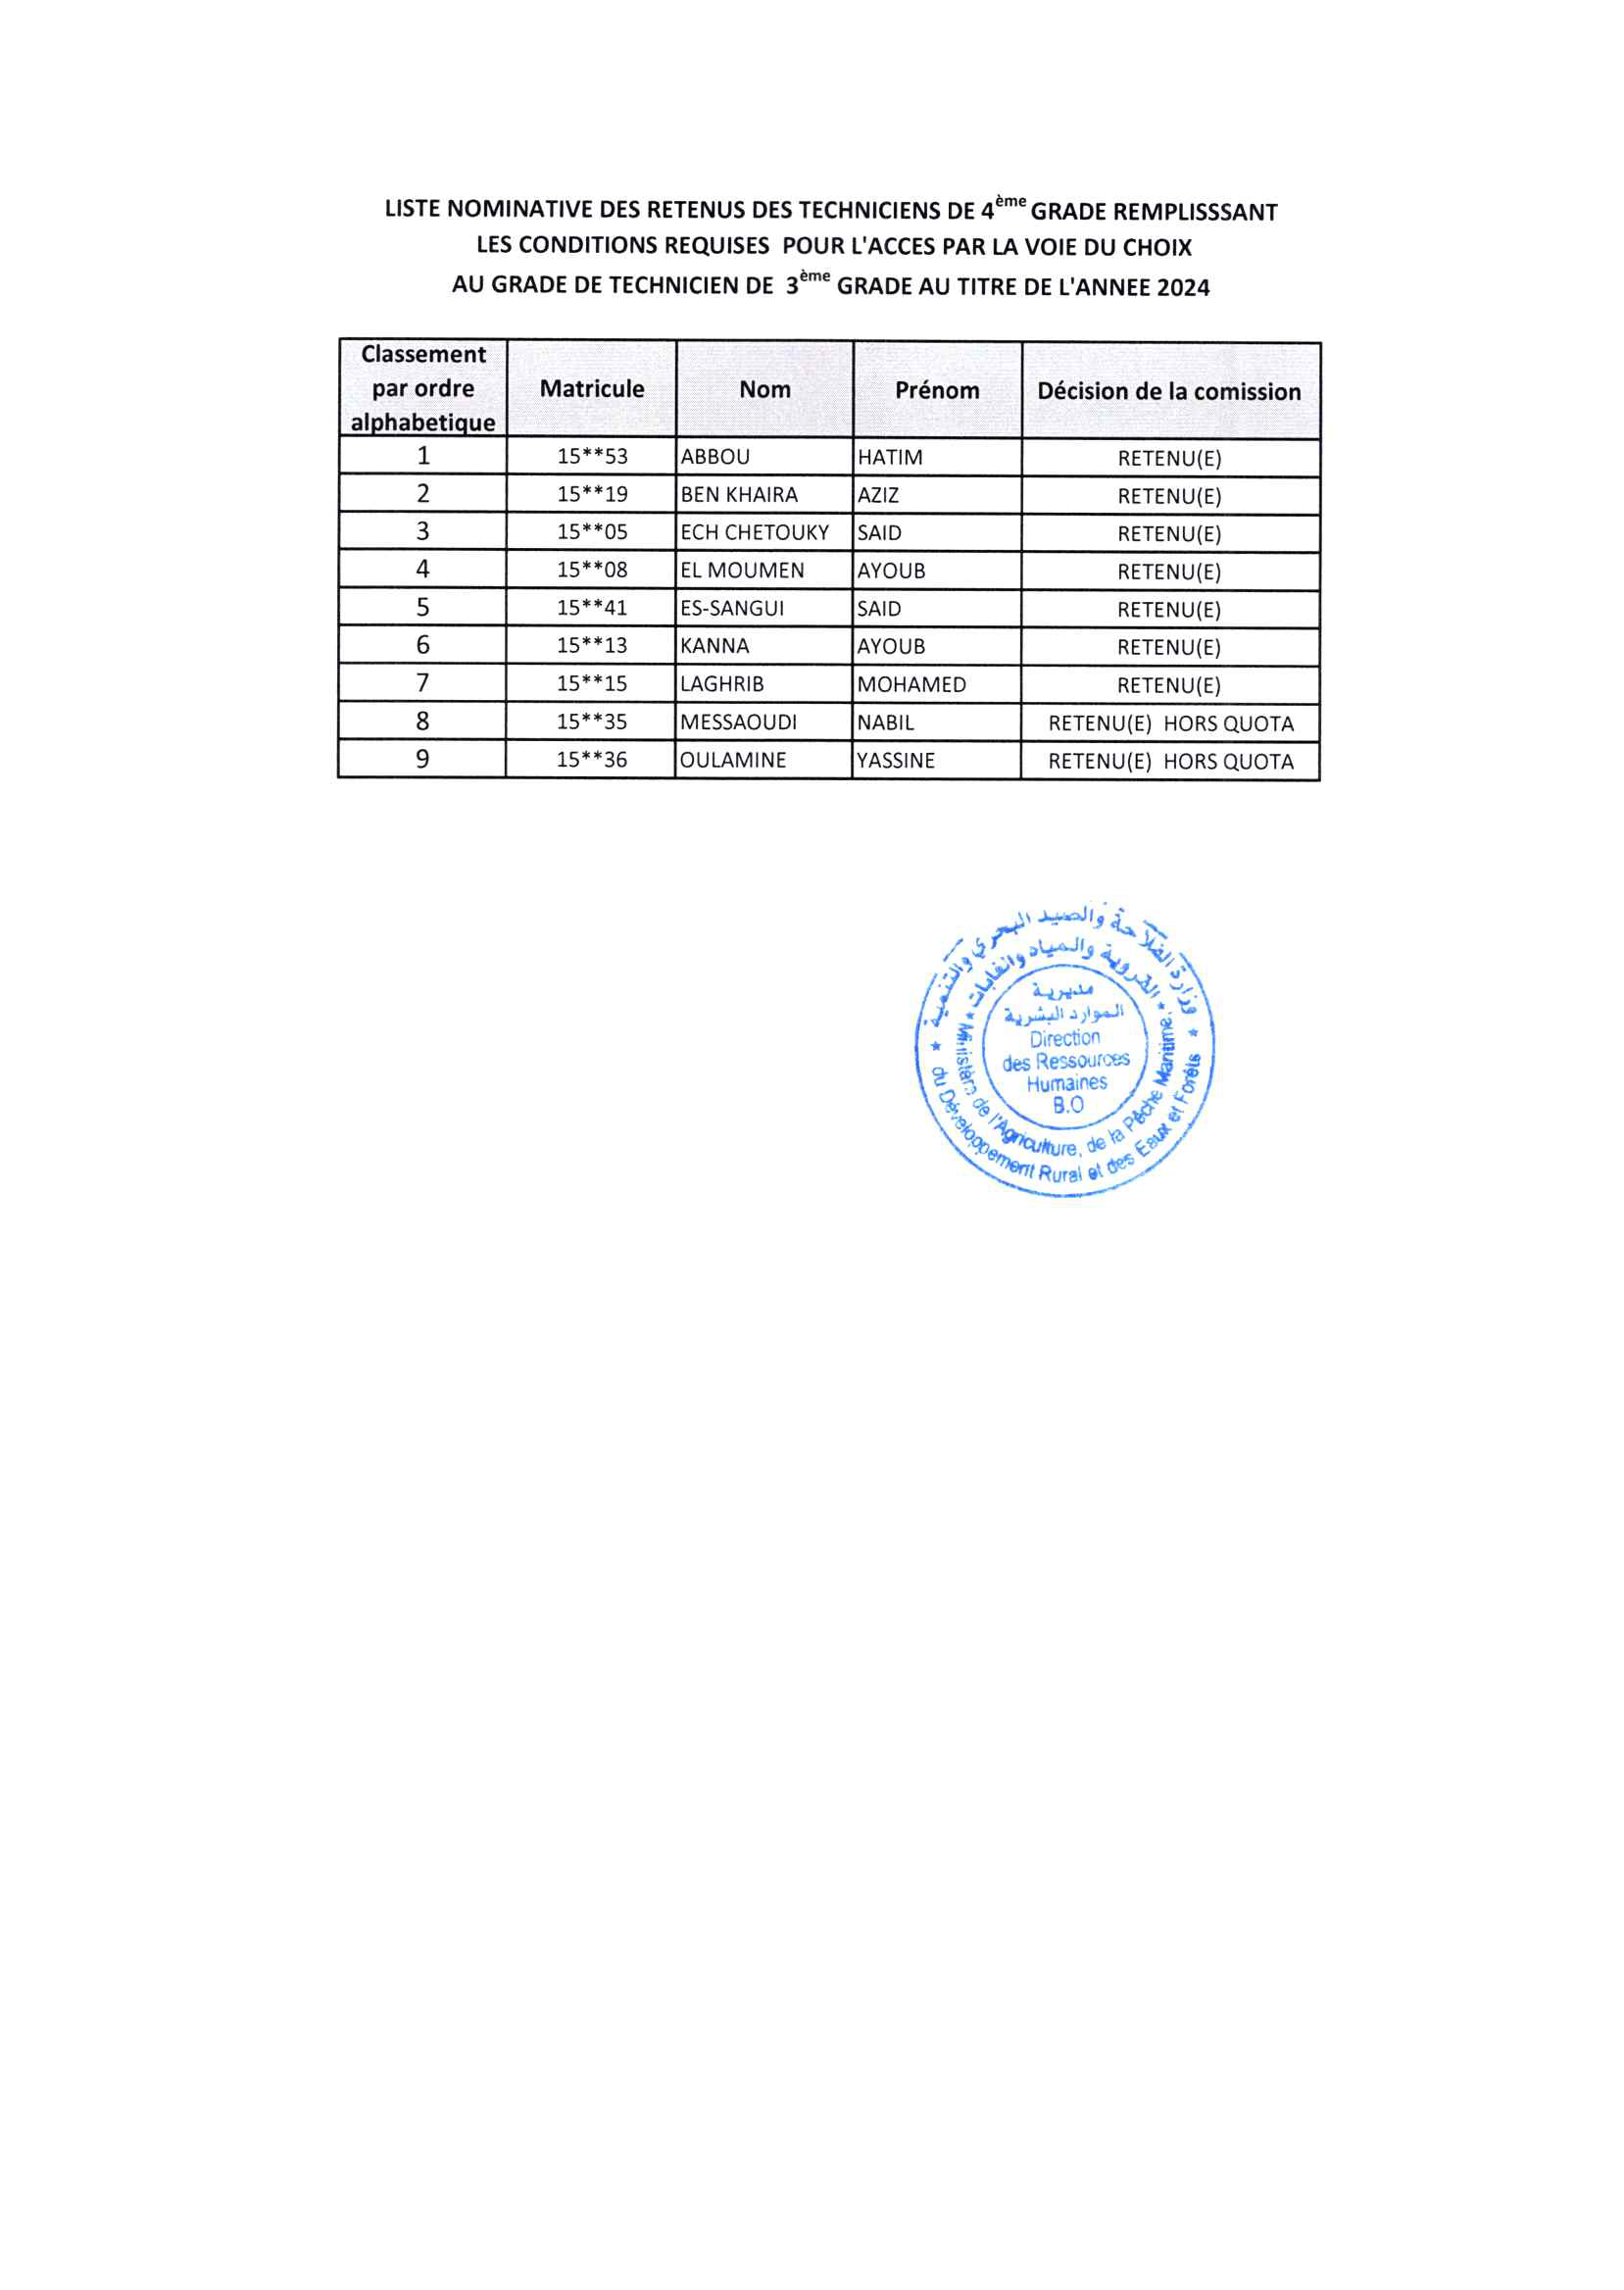 LISTE NOMINATIVE DES RETENUS DES TECHNICIENS DE 4ème GRADE REMPLISSSANT
LES CONDITIONS REQUISES POUR L'ACCES PAR LA VOIE DU CHOIX
AU GRADE DE TECHNICIEN DE 3ème GRADE AU TITRE DE L'ANNEE 2024
Classement par ordre alphabetique Matricule Nom Prénom Décision de la comission
1 15**53 ABBOU HATIM RETENU(E)
2 15**19 BEN KHAIRA AZIZ RETENU(E)
3 15**05 ECH CHETOUKY SAID RETENU(E)
4 15**08 EL MOUMEN AYOUB RETENU(E)
5 15**41 ES-SANGUI SAID RETENU(E)
6 15**13 KANNA AYOUB RETENU(E)
7 15**15 LAGHRIB MOHAMED RETENU(E)
8 15**35 MESSAOUDI NABIL RETENU(E) HORS QUOTA
9 15**36 OULAMINE YASSINE RETENU(E) HORS QUOTA
* وزارة الفلاحة والصيد البحري والتنمية *
* القروية والمياه والغابات *
مديرية
الموارد البشرية
Direction
des Ressources
Humaines
B.O
Ministère de l'Agriculture, de la Pêche Maritime,
du Développement Rural et des Eaux et Forêts